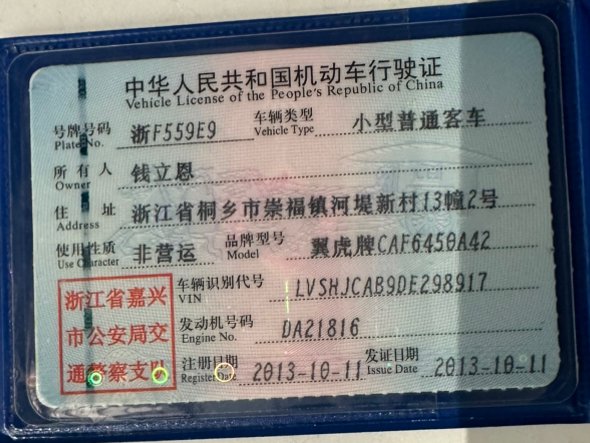 中华人民共和国机动车行驶证
Vehicle License of the People's Republic of China
号牌号码 浙F559E9 车辆类型 小型普通客车
Plate No. Vehicle Type
所有人 钱立恩
Owner
住址 浙江省桐乡市崇福镇河堤新村13幢2号
Address
使用性质 非营运 品牌型号 翼虎牌CAF6450A42
Use Character Model
浙江省嘉兴 车辆识别代号 LVSHJCAB9DE298917
VIN
市公安局交 发动机号码 DA21816
Engine No.
通警察支队 注册日期 2013-10-11 发证日期 2013-10-11
Register Date Issue Date